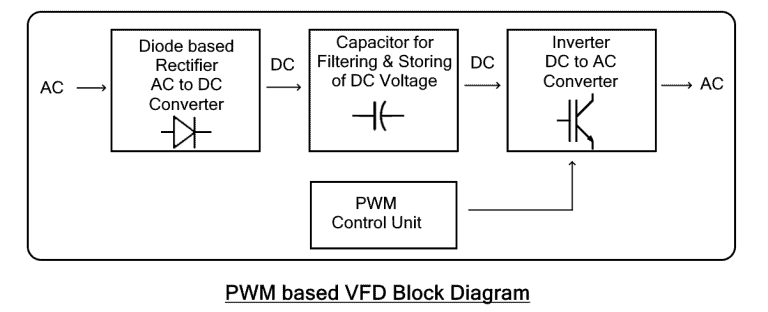 AC
Diode based
Rectifier
AC to DC
Converter
DC
Capacitor for
Filtering & Storing
of DC Voltage
DC
Inverter
DC to AC
Converter
AC
PWM
Control Unit
PWM based VFD Block Diagram